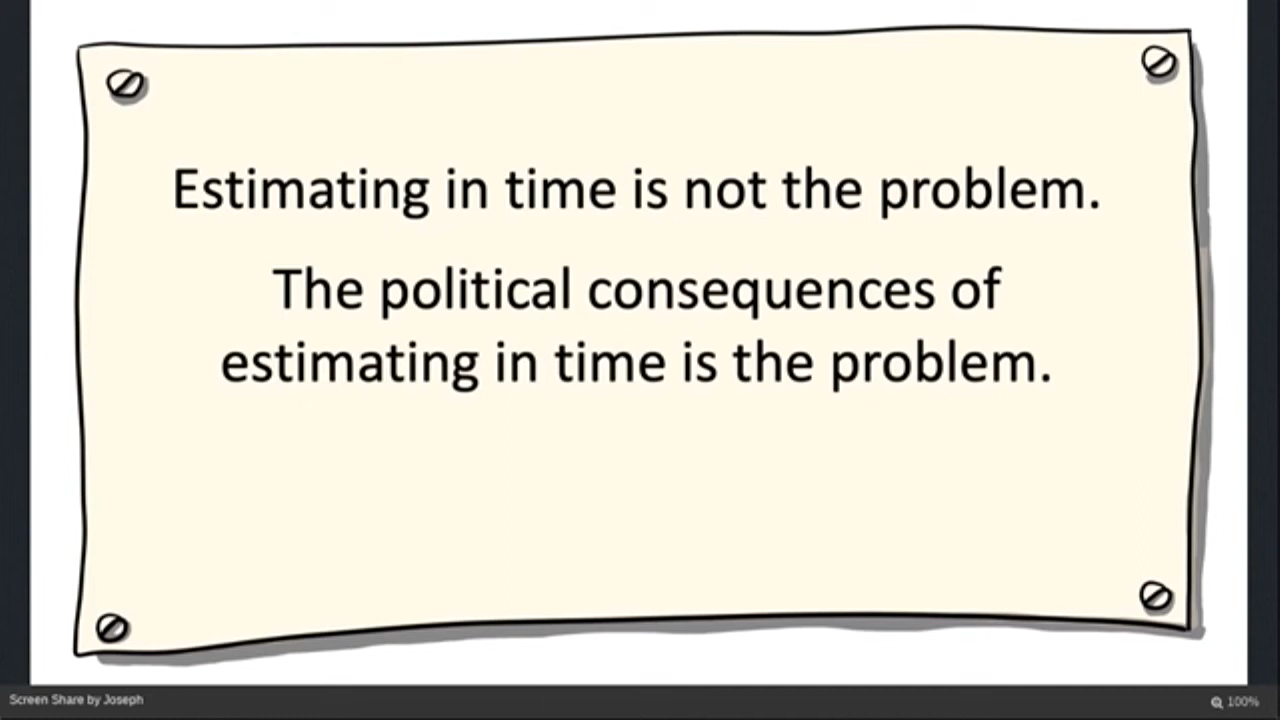 Estimating in time is not the problem.
The political consequences of
estimating in time is the problem.
Screen Share by Joseph
100%